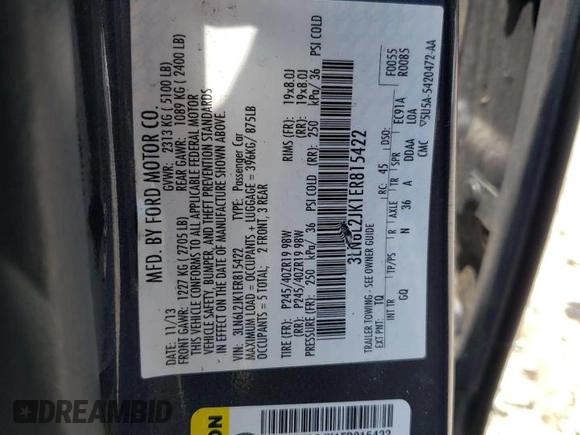 MFD. BY FORD MOTOR CO.
DATE: 11/13 GVWR: 2313 KG ( 5100 LB)
FRONT GAWR: 1227 KG ( 2705 LB) REAR GAWR: 1089 KG ( 2400 LB)
THIS VEHICLE CONFORMS TO ALL APPLICABLE FEDERAL MOTOR
VEHICLE SAFETY, BUMPER, AND THEFT PREVENTION STANDARDS
IN EFFECT ON THE DATE OF MANUFACTURE SHOWN ABOVE
VIN: 3LN6L2JK1ER815422 TYPE: Passenger Car
MAXIMUM LOAD = OCCUPANTS + LUGGAGE = 396KG/ 875LB
OCCUPANTS = 5 TOTAL, 2 FRONT, 3 REAR
TIRE (FR): P245/40ZR19 98W RIMS (FR): 19x8.0J
(RR): P245/40ZR19 98W (RR): 19x8.0J
(FR): 250 kPa/ 36 PSI COLD (RR): 250 kPa/ 36 PSI COLD
3LN6L2JK1ER815422
TRAILER TOWING - SEE OWNER GUIDE
F0055
R0085
EXT PNT: TQ RC: 45 DSO:
EC91A
INT TR TP/PS R AXLE TR SPR
GQ N 36 A DDAA L0A
CMC 5U5A-5420472-AA
ON
1ER815422
A DRIVESMARTLY